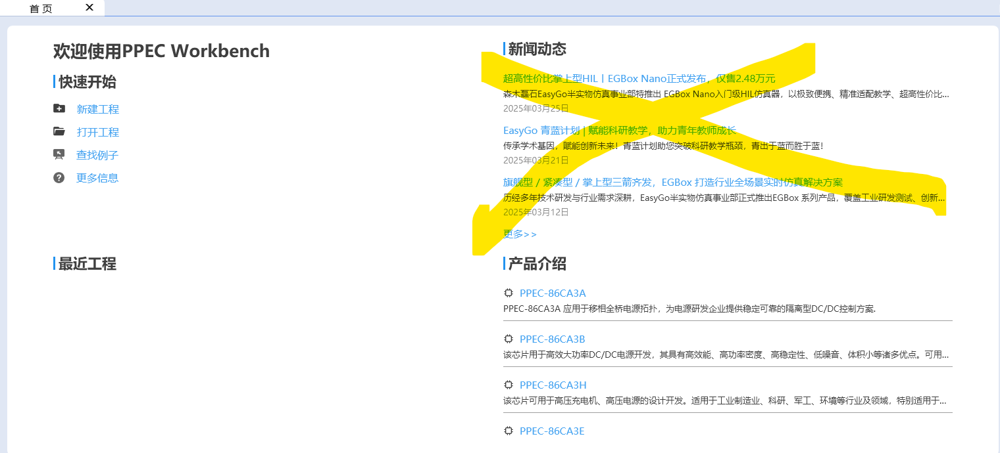 首页
欢迎使用PPEC Workbench
快速开始
新建工程
打开工程
查找例子
更多信息
最近工程
新闻动态
超高性价比掌上型HIL丨EGBox Nano正式发布，仅售2.48万元
森木磊石EasyGo半实物仿真事业部特推出 EGBox Nano入门级HIL仿真器，以极致便携、精准适配教学、超高性价比...
2025年03月25日
EasyGo 青蓝计划 | 赋能科研教学，助力青年教师成长
传承学术基因，赋能创新未来！青蓝计划助您突破科研教学瓶颈，青出于蓝而胜于蓝！
2025年03月21日
旗舰型 / 紧凑型 / 掌上型三箭齐发，EGBox 打造行业全场景实时仿真解决方案
历经多年技术研发与行业需求深耕，EasyGo半实物仿真事业部正式推出EGBox 系列产品，覆盖工业研发测试、创新...
2025年03月12日
更多>>
产品介绍
PPEC-86CA3A
PPEC-86CA3A 应用于移相全桥电源拓扑，为电源研发企业提供稳定可靠的隔离型DC/DC控制方案.
PPEC-86CA3B
该芯片用于高效大功率DC/DC电源开发，其具有高效能、高功率密度、高稳定性、低噪音、体积小等诸多优点。可用...
PPEC-86CA3H
该芯片可用于高压充电机、高压电源的设计开发。适用于工业制造业、科研、军工、环境等行业及领域，特别适用于...
PPEC-86CA3E